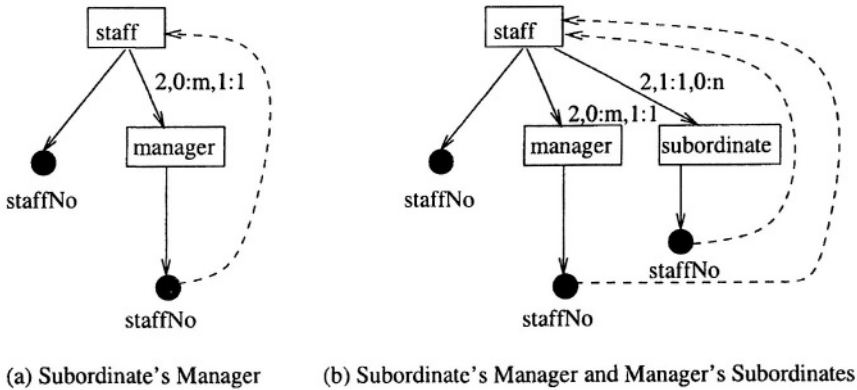 staff
2,0:m,1:1
manager
staffNo
staffNo
(a) Subordinate's Manager
staff
2,1:1,0:n
2,0:m,1:1
manager
subordinate
staffNo
staffNo
staffNo
(b) Subordinate's Manager and Manager's Subordinates